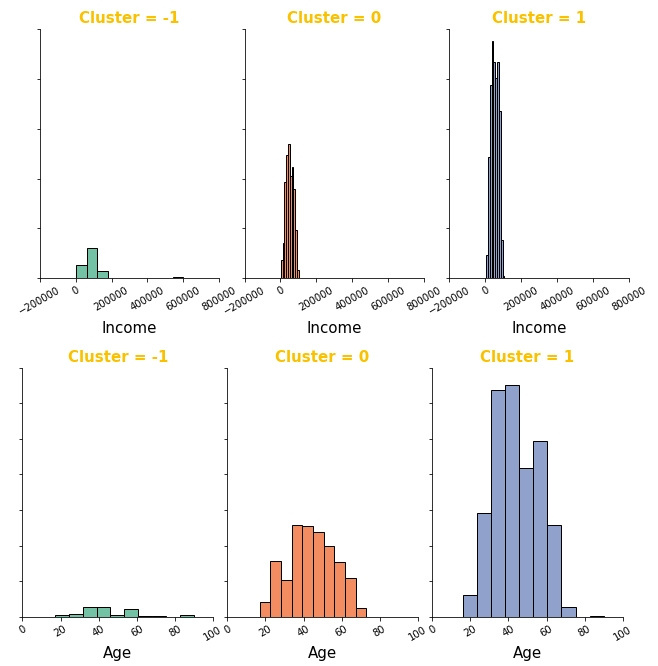 Cluster = -1 Cluster = 0 Cluster = 1
−200000 0 200000 400000 600000 800000 −200000 0 200000 400000 600000 800000 −200000 0 200000 400000 600000 800000
Income Income Income
Cluster = -1 Cluster = 0 Cluster = 1
0 20 40 60 80 100 0 20 40 60 80 100 0 20 40 60 80 100
Age Age Age